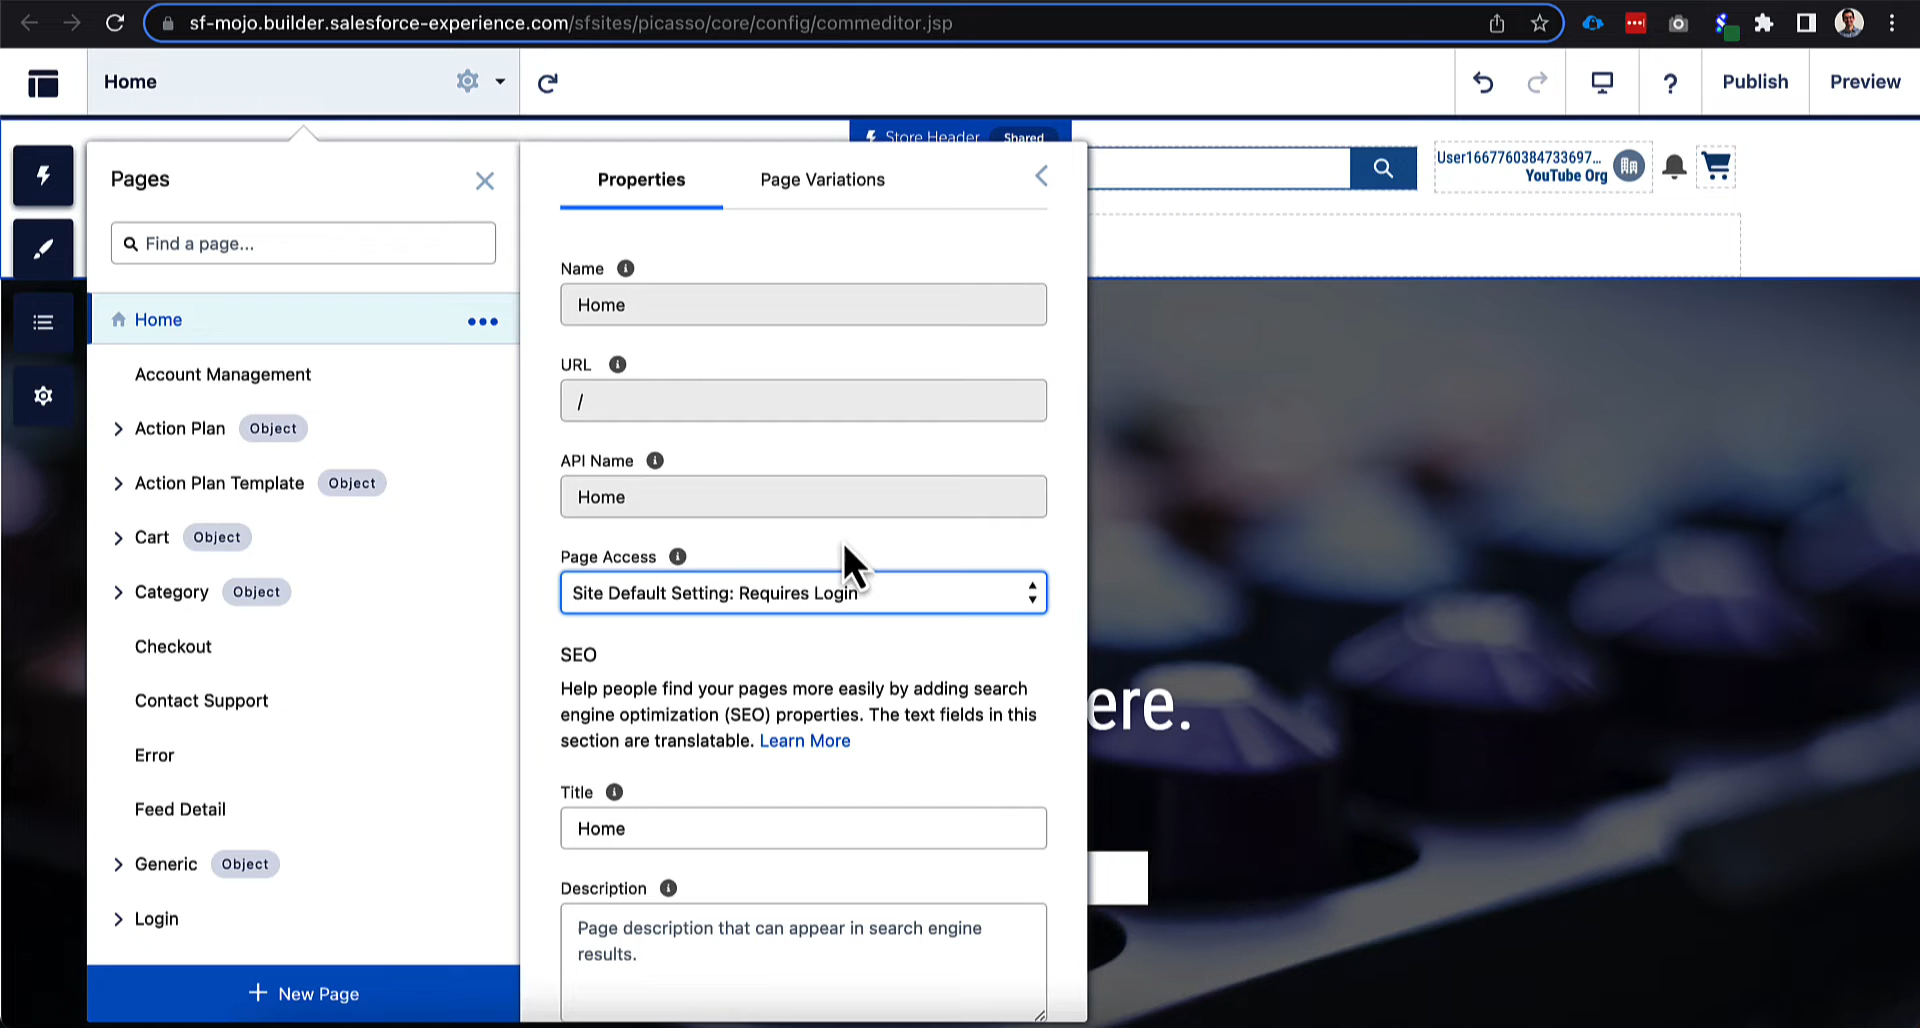 sf-mojo.builder.salesforce-experience.com/sfsites/picasso/core/config/commeditor.jsp
Home
?
Publish
Preview
Store Header
Shared
User1667760384733697...
YouTube Org
Pages
Find a page...
Home
Account Management
Action Plan
Object
Action Plan Template
Object
Cart
Object
Category
Object
Checkout
Contact Support
Error
Feed Detail
Generic
Object
Login
+ New Page
Properties
Page Variations
Name
Home
URL
/
API Name
Home
Page Access
Site Default Setting: Requires Login
SEO
Help people find your pages more easily by adding search
engine optimization (SEO) properties. The text fields in this
section are translatable. Learn More
Title
Home
Description
Page description that can appear in search engine
results.
ere.